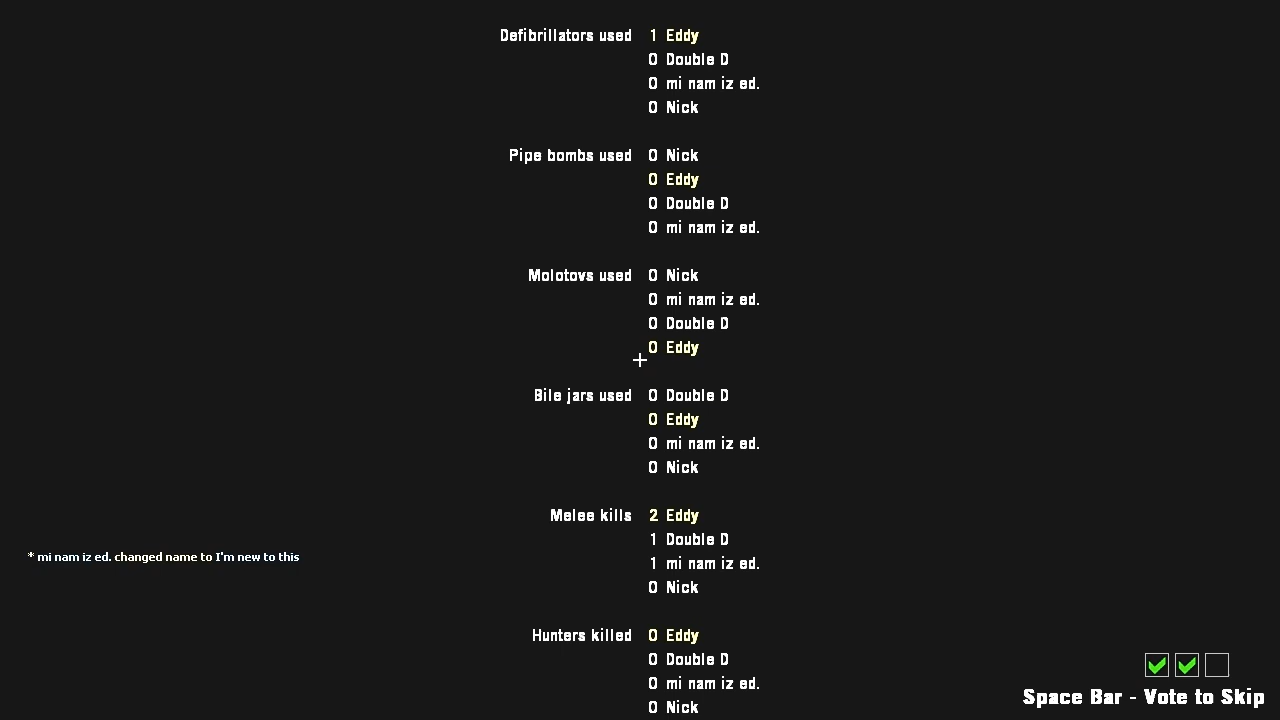 Defibrillators used 1 Eddy
0 Double D
0 mi nam iz ed.
0 Nick
Pipe bombs used 0 Nick
0 Eddy
0 Double D
0 mi nam iz ed.
Molotovs used 0 Nick
0 mi nam iz ed.
0 Double D
0 Eddy
Bile jars used 0 Double D
0 Eddy
0 mi nam iz ed.
0 Nick
Melee kills 2 Eddy
1 Double D
* mi nam iz ed. changed name to I'm new to this
1 mi nam iz ed.
0 Nick
Hunters killed 0 Eddy
0 Double D
0 mi nam iz ed.
0 Nick
Space Bar - Vote to Skip